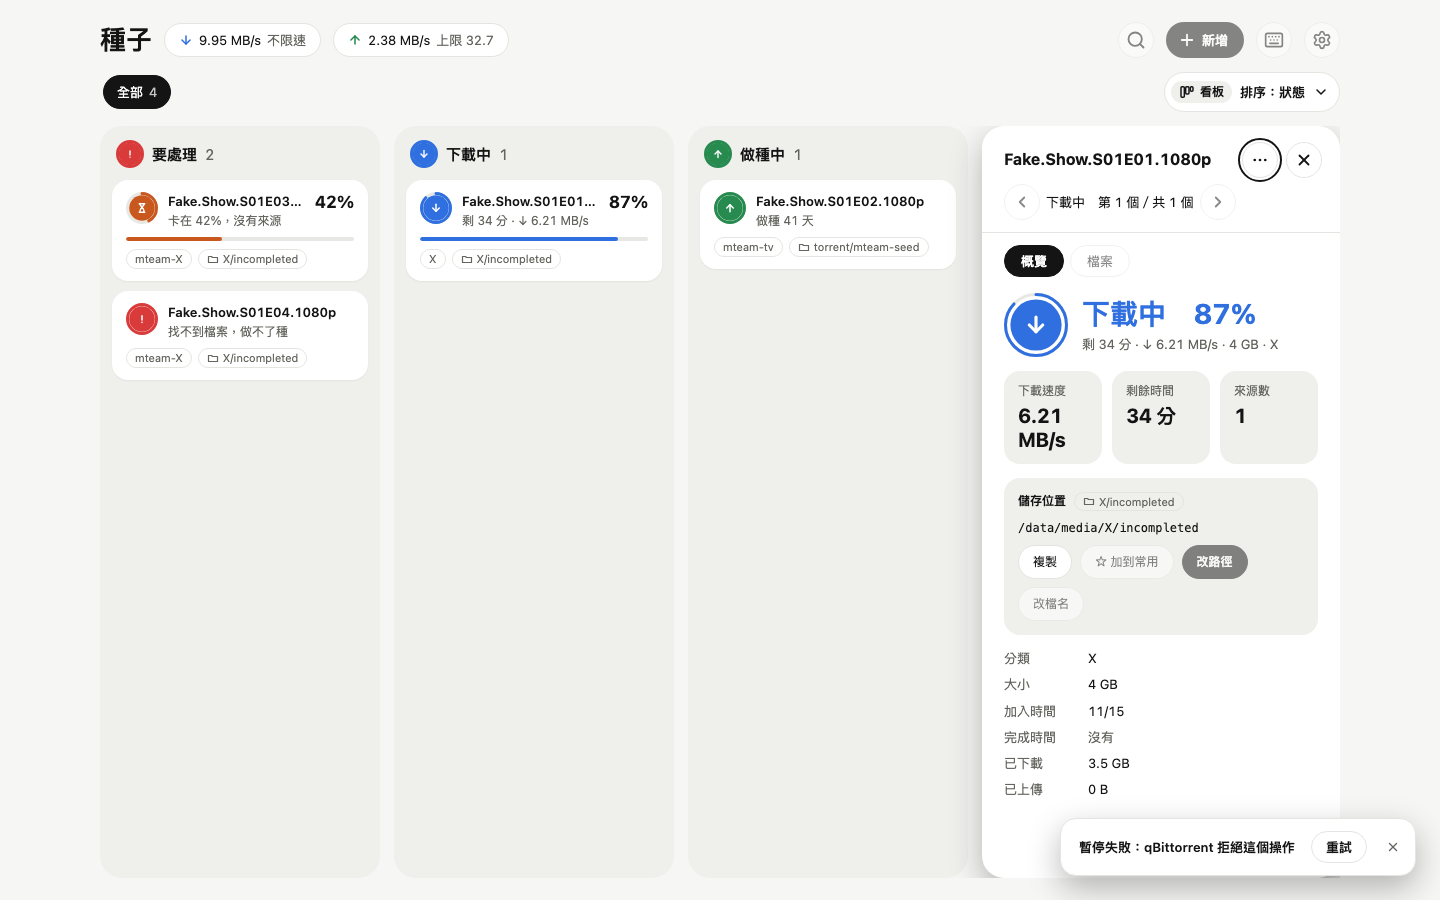 種子
9.95 MB/s 不限速
2.38 MB/s 上限 32.7
新增
全部 4
看板 排序：狀態
要處理 2
Fake.Show.S01E03... 42%
卡在 42%，沒有來源
mteam-X X/incompleted
Fake.Show.S01E04.1080p
找不到檔案，做不了種
mteam-X X/incompleted
下載中 1
Fake.Show.S01E01... 87%
剩 34 分 · ↓ 6.21 MB/s
X X/incompleted
做種中 1
Fake.Show.S01E02.1080p
做種 41 天
mteam-tv torrent/mteam-seed
Fake.Show.S01E01.1080p
下載中 第 1 個 / 共 1 個
概覽 檔案
下載中 87%
剩 34 分 · ↓ 6.21 MB/s · 4 GB · X
下載速度
6.21
MB/s
剩餘時間
34 分
來源數
1
儲存位置 X/incompleted
/data/media/X/incompleted
複製 加到常用 改路徑
改檔名
分類 X
大小 4 GB
加入時間 11/15
完成時間 沒有
已下載 3.5 GB
已上傳 0 B
暫停失敗：qBittorrent 拒絕這個操作 重試